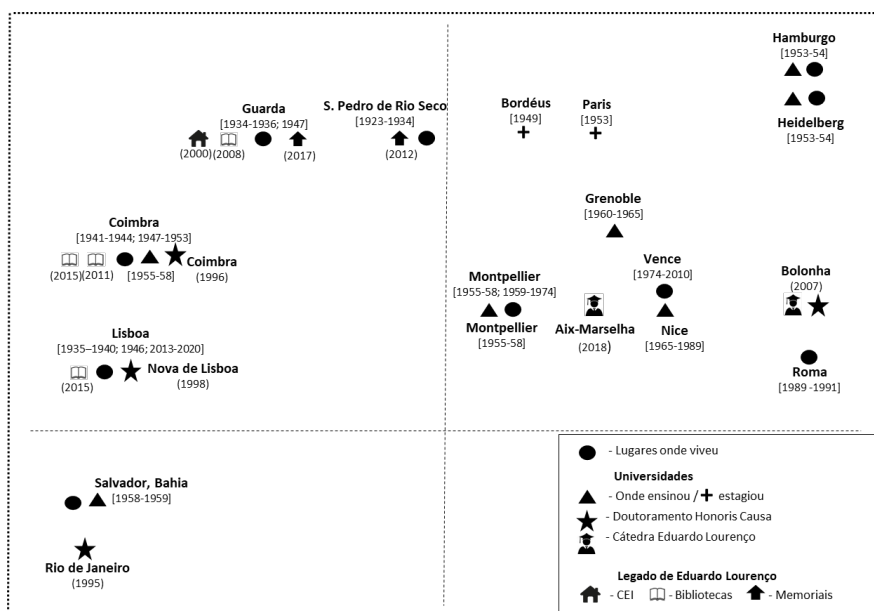 Hamburgo
[1953-54]
Heidelberg
[1953-54]
Guarda
[1934-1936; 1947]
(2000)
(2008)
(2017)
S. Pedro de Rio Seco
[1923-1934]
(2012)
Bordéus
[1949]
Paris
[1953]
Grenoble
[1960-1965]
Coimbra
[1941-1944; 1947-1953]
(2015)(2011)
[1955-58]
Coimbra
(1996)
Montpellier
[1955-58; 1959-1974]
Montpellier
[1955-58]
Aix-Marselha
(2018)
Vence
[1974-2010]
Nice
[1965-1989]
Bolonha
(2007)
Roma
[1989 -1991]
Lisboa
[1935–1940; 1946; 2013-2020]
(2015)
Nova de Lisboa
(1998)
Salvador, Bahia
[1958-1959]
Rio de Janeiro
(1995)
- Lugares onde viveu
Universidades
- Onde ensinou / + estagiou
- Doutoramento Honoris Causa
- Cátedra Eduardo Lourenço
Legado de Eduardo Lourenço
- CEI - Bibliotecas - Memoriais